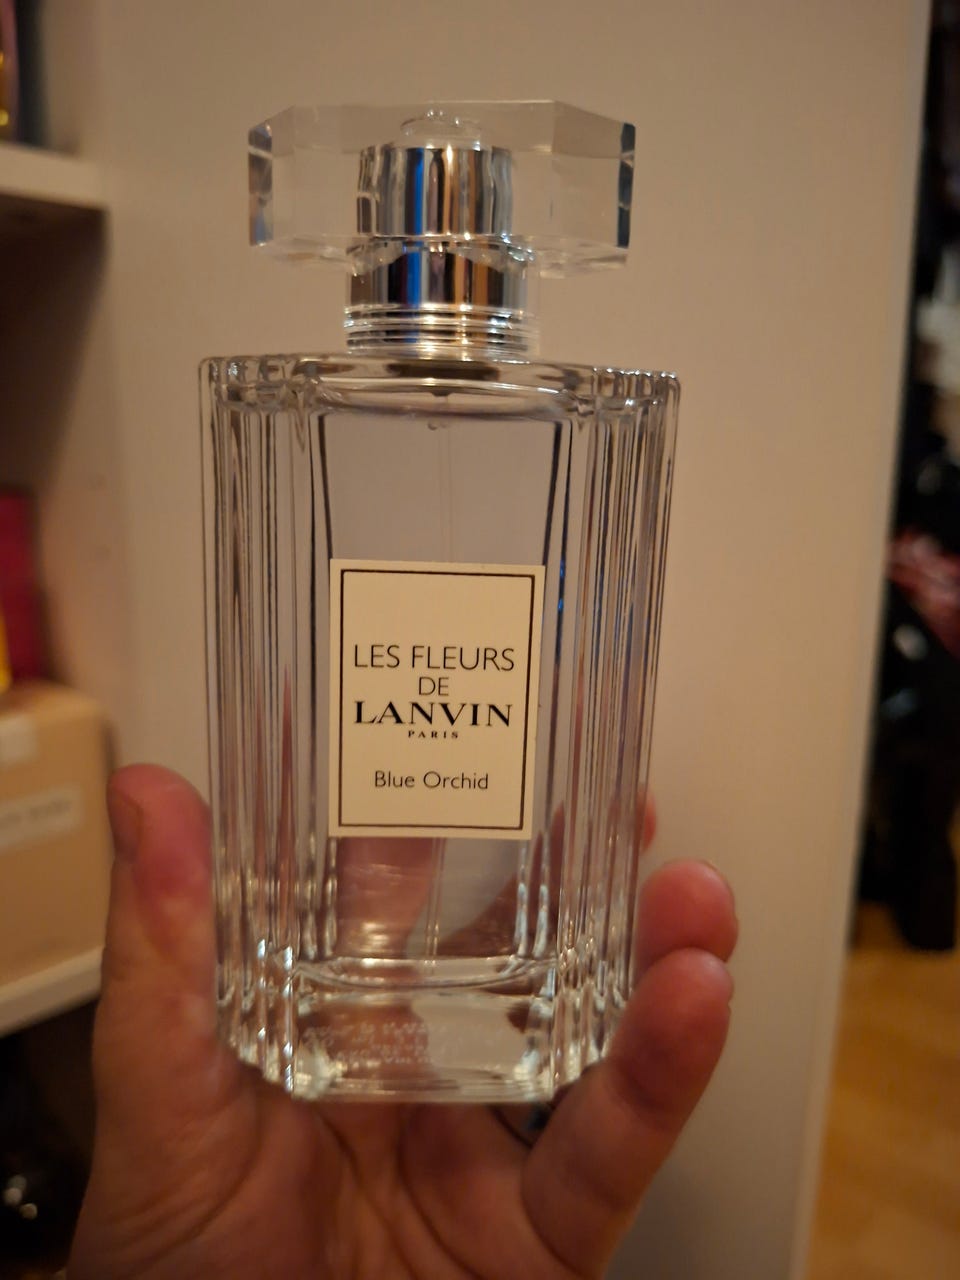 LES FLEURS
DE
LANVIN
PARIS
Blue Orchid